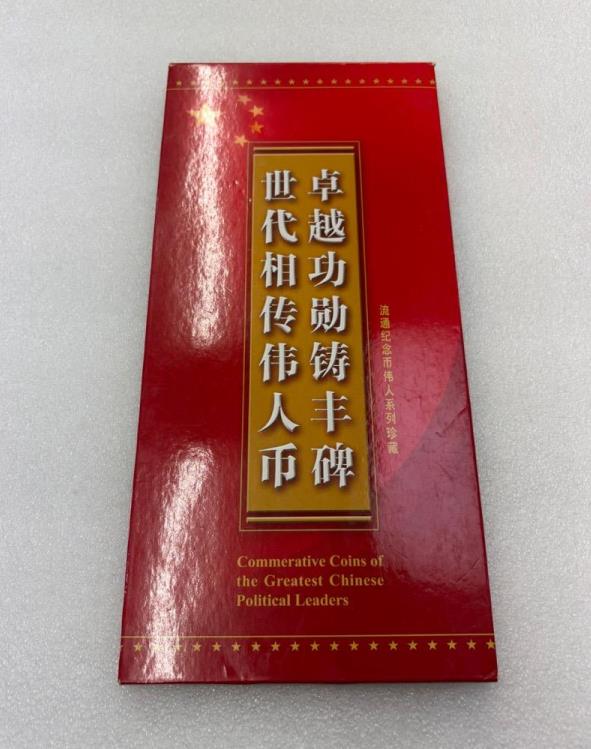 卓越功勋铸丰碑
世代相传伟人币
流通纪念币伟人系列珍藏
Commerative Coins of
the Greatest Chinese
Political Leaders